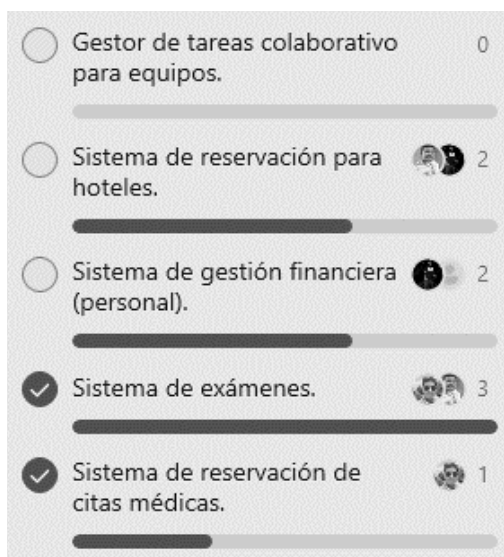 Gestor de tareas colaborativo 0
para equipos.
Sistema de reservación para 2
hoteles.
Sistema de gestión financiera 2
(personal).
Sistema de exámenes. 3
Sistema de reservación de 1
citas médicas.